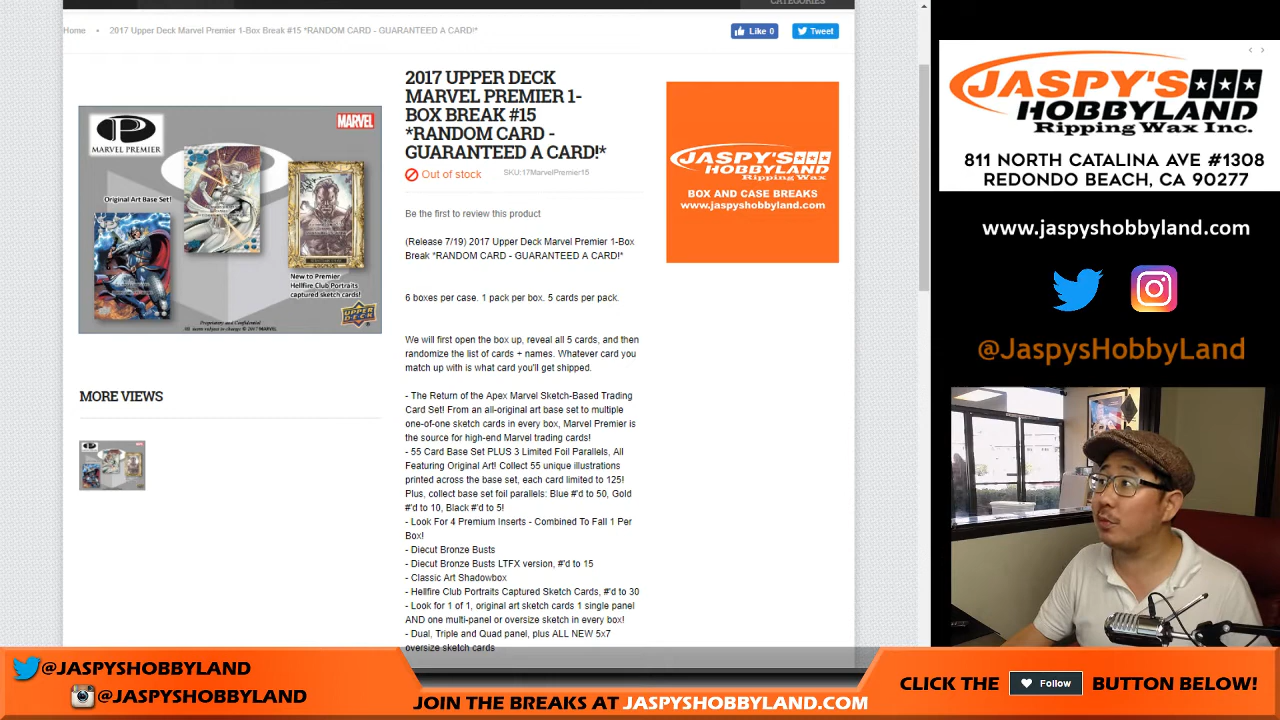 CATEGORIES
Home • 2017 Upper Deck Marvel Premier 1-Box Break #15 *RANDOM CARD - GUARANTEED A CARD!*
Like 0
Tweet
2017 UPPER DECK
MARVEL PREMIER 1-
BOX BREAK #15
*RANDOM CARD -
GUARANTEED A CARD!*
Out of stock
SKU:17MarvelPremier15
Be the first to review this product
(Release 7/19) 2017 Upper Deck Marvel Premier 1-Box
Break *RANDOM CARD - GUARANTEED A CARD!*
6 boxes per case. 1 pack per box. 5 cards per pack.
We will first open the box up, reveal all 5 cards, and then
randomize the list of cards + names. Whatever card you
match up with is what card you'll get shipped.
- The Return of the Apex Marvel Sketch-Based Trading
Card Set! From an all-original art base set to multiple
one-of-one sketch cards in every box, Marvel Premier is
the source for high-end Marvel trading cards!
- 55 Card Base Set PLUS 3 Limited Foil Parallels, All
Featuring Original Art! Collect 55 unique illustrations
printed across the base set, each card limited to 125!
Plus, collect base set foil parallels: Blue #'d to 50, Gold
#'d to 10, Black #'d to 5!
- Look For 4 Premium Inserts - Combined To Fall 1 Per
Box!
- Diecut Bronze Busts
- Diecut Bronze Busts LTFX version, #'d to 15
- Classic Art Shadowbox
- Hellfire Club Portraits Captured Sketch Cards, #'d to 30
- Look for 1 of 1, original art sketch cards 1 single panel
AND one multi-panel or oversize sketch in every box!
- Dual, Triple and Quad panel, plus ALL NEW 5x7
oversize sketch cards
P
MARVEL PREMIER
MARVEL
Original Art Base Set!
New to Premier
Hellfire Club Portraits
captured sketch cards!
UPPER DECK
Proprietary and Confidential
MORE VIEWS
JASPY'S
HOBBYLAND
Ripping Wax
BOX AND CASE BREAKS
www.jaspyshobbyland.com
JASPY'S
HOBBYLAND
Ripping Wax Inc.
811 NORTH CATALINA AVE #1308
REDONDO BEACH, CA 90277
www.jaspyshobbyland.com
@JaspysHobbyLand
@JASPYSHOBBYLAND
@JASPYSHOBBYLAND
JOIN THE BREAKS AT JASPYSHOBBYLAND.COM
CLICK THE Follow BUTTON BELOW!